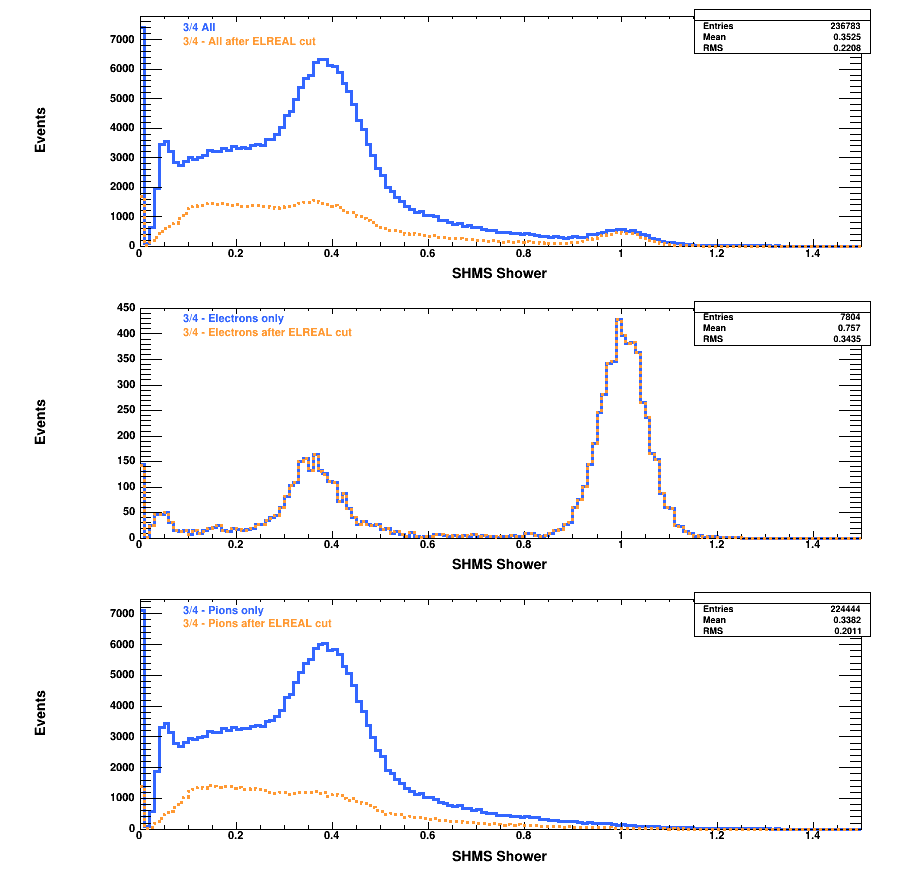 3/4 All
3/4 - All after ELREAL cut
Entries 236783
Mean 0.3525
RMS 0.2208
Events
7000
6000
5000
4000
3000
2000
1000
0
0 0.2 0.4 0.6 0.8 1 1.2 1.4
SHMS Shower
3/4 - Electrons only
3/4 - Electrons after ELREAL cut
Entries 7804
Mean 0.757
RMS 0.3435
Events
450
400
350
300
250
200
150
100
50
0
0 0.2 0.4 0.6 0.8 1 1.2 1.4
SHMS Shower
3/4 - Pions only
3/4 - Pions after ELREAL cut
Entries 224444
Mean 0.3382
RMS 0.2011
Events
7000
6000
5000
4000
3000
2000
1000
0
0 0.2 0.4 0.6 0.8 1 1.2 1.4
SHMS Shower